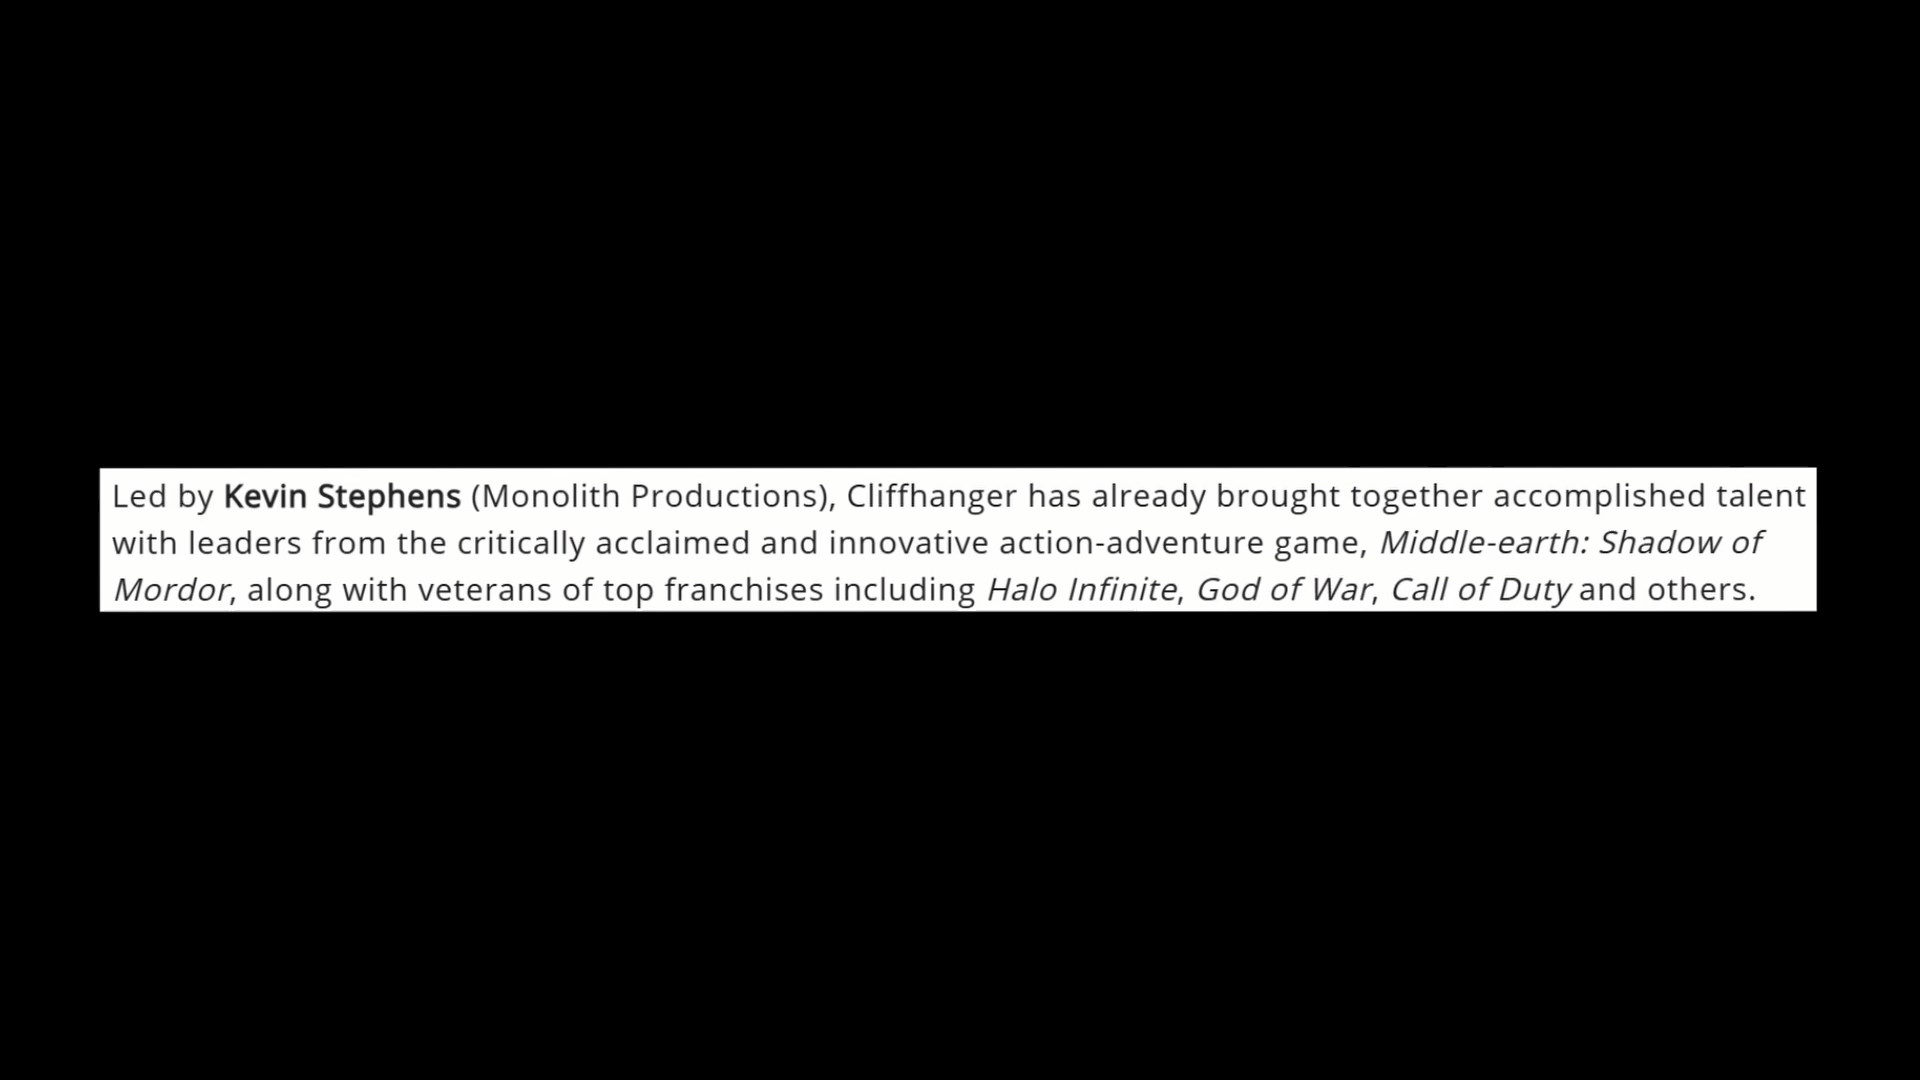 Led by Kevin Stephens (Monolith Productions), Cliffhanger has already brought together accomplished talent
with leaders from the critically acclaimed and innovative action-adventure game, Middle-earth: Shadow of
Mordor, along with veterans of top franchises including Halo Infinite, God of War, Call of Duty and others.